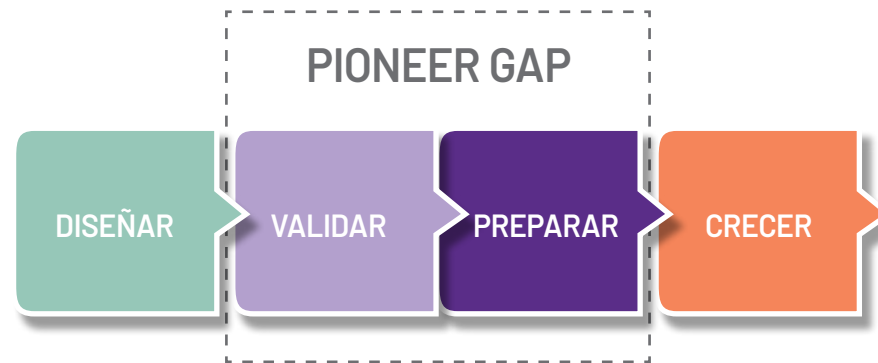 PIONEER GAP
DISEÑAR
VALIDAR
PREPARAR
CRECER